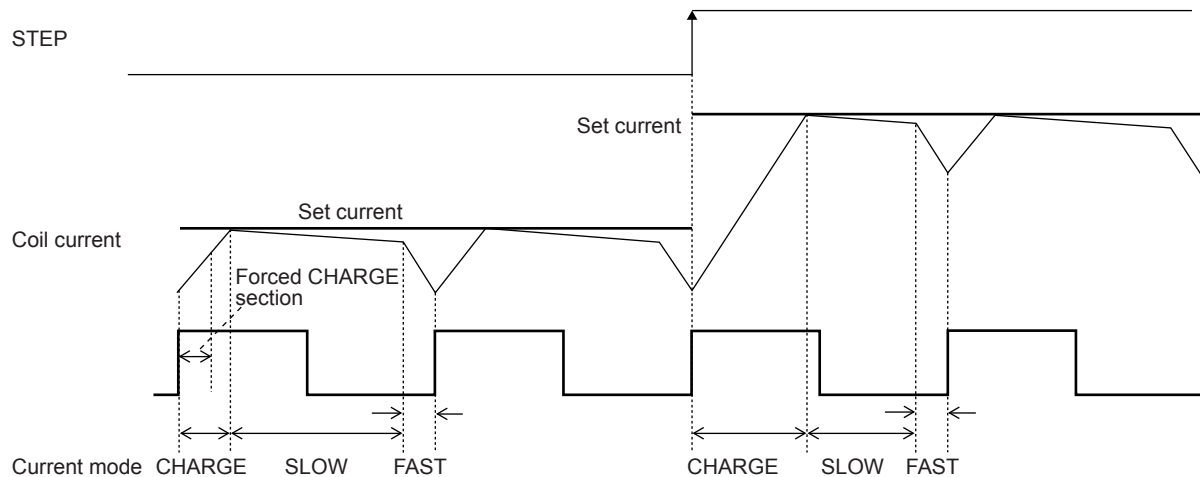 STEP
Set current
Set current
Coil current
Forced CHARGE
section
Current mode CHARGE SLOW FAST CHARGE SLOW FAST